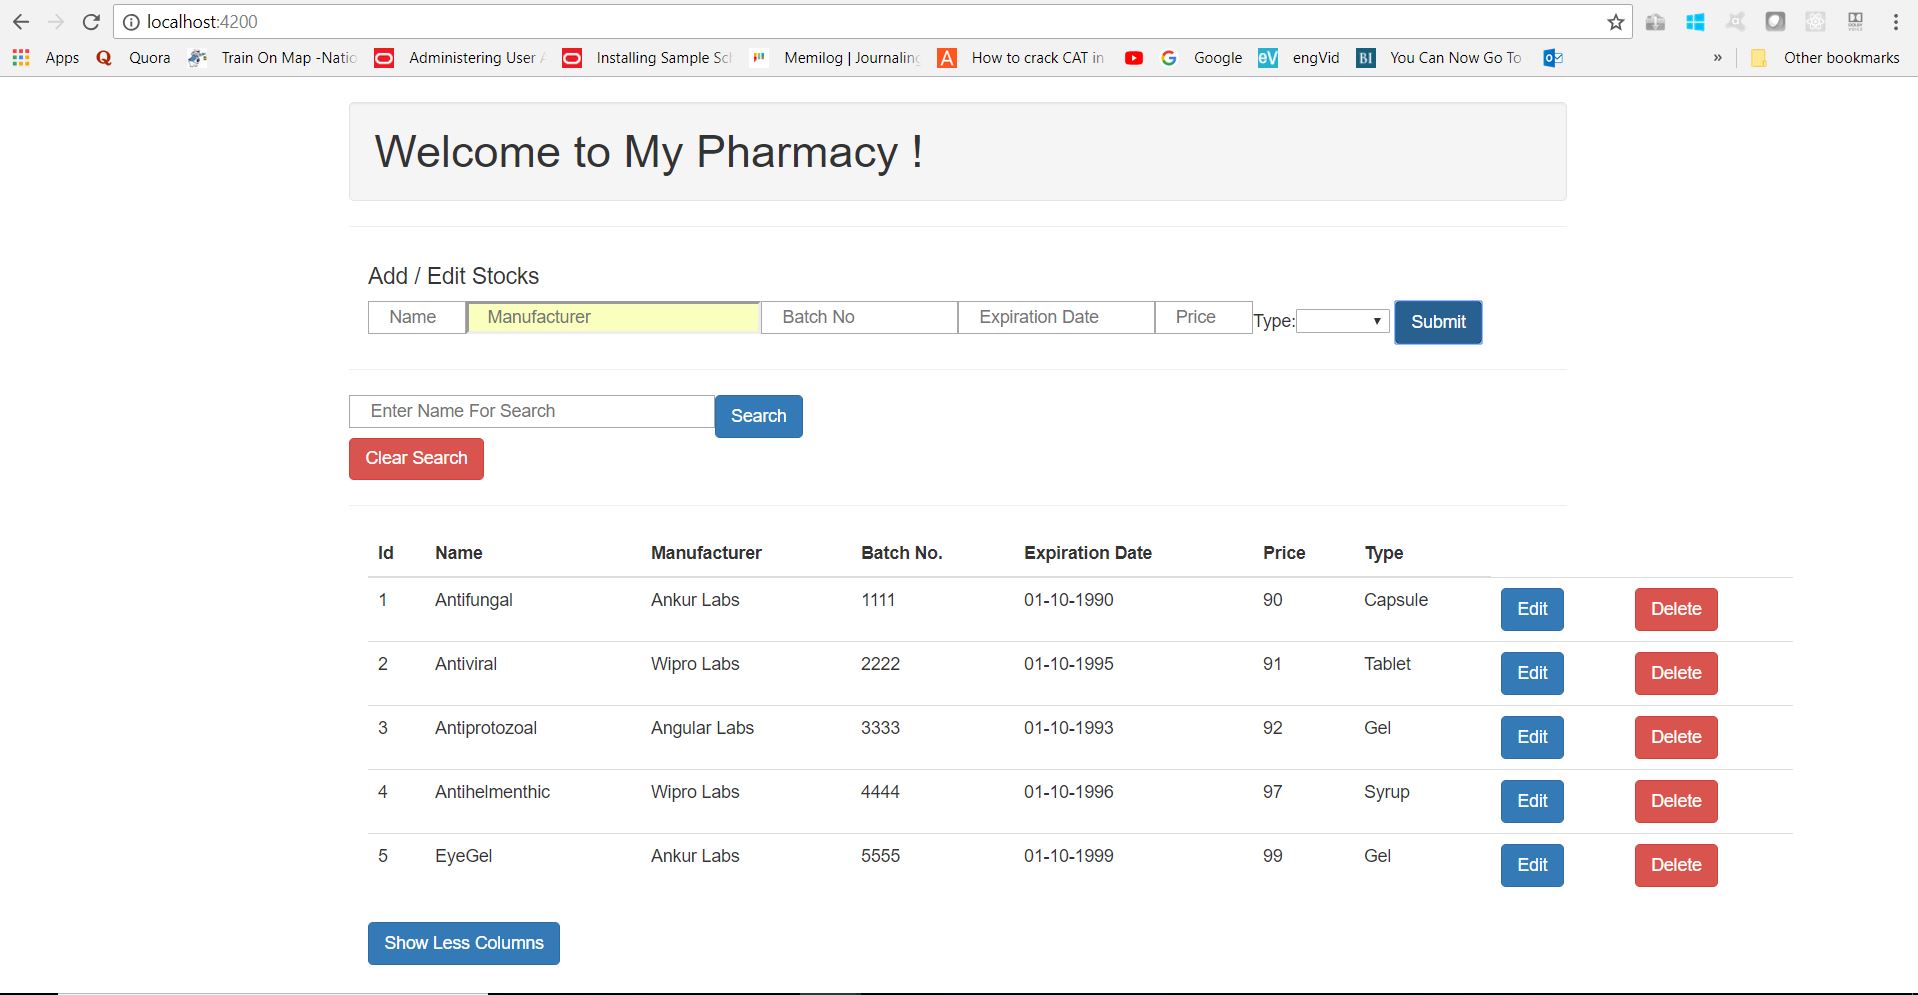 localhost:4200
Apps Quora Train On Map -Natio Administering User A Installing Sample Sch Memilog | Journaling How to crack CAT in Google eV engVid BI You Can Now Go To » Other bookmarks
Welcome to My Pharmacy !
Add / Edit Stocks
Name Manufacturer Batch No Expiration Date Price Type: Submit
Enter Name For Search Search
Clear Search
Id Name Manufacturer Batch No. Expiration Date Price Type
1 Antifungal Ankur Labs 1111 01-10-1990 90 Capsule Edit Delete
2 Antiviral Wipro Labs 2222 01-10-1995 91 Tablet Edit Delete
3 Antiprotozoal Angular Labs 3333 01-10-1993 92 Gel Edit Delete
4 Antihelmenthic Wipro Labs 4444 01-10-1996 97 Syrup Edit Delete
5 EyeGel Ankur Labs 5555 01-10-1999 99 Gel Edit Delete
Show Less Columns